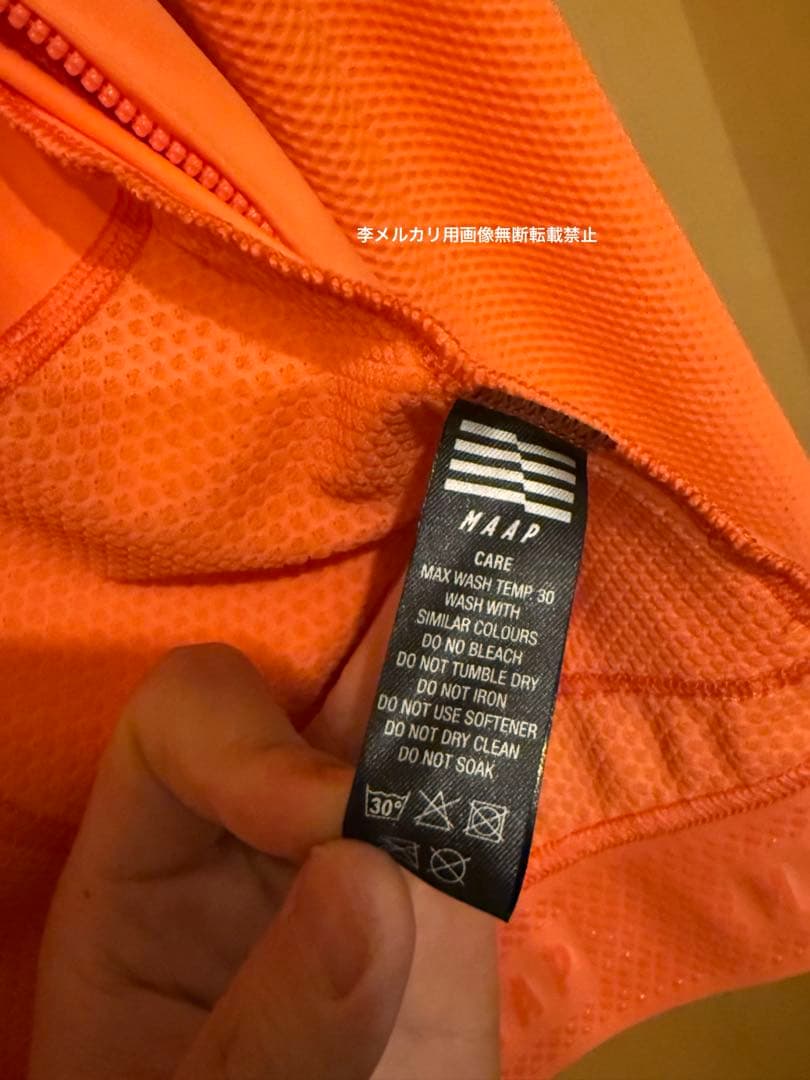 李メルカリ用画像無断転載禁止
MAAP
CARE
MAX WASH TEMP. 30
WASH WITH
SIMILAR COLOURS
DO NO BLEACH
DO NOT TUMBLE DRY
DO NOT IRON
DO NOT USE SOFTENER
DO NOT DRY CLEAN
DO NOT SOAK
30°